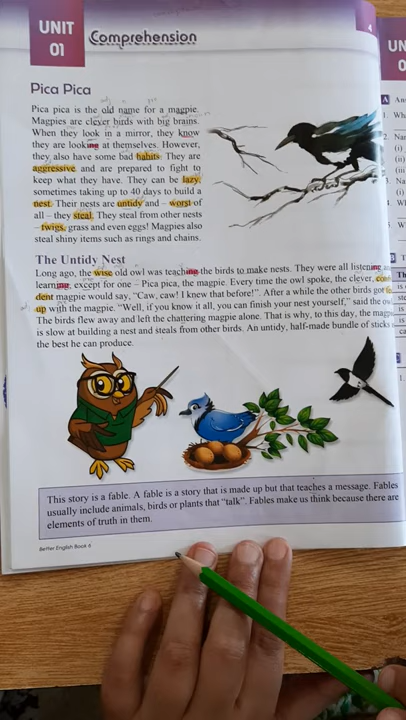 UNIT
01
Comprehension
4
Pica Pica
Pica pica is the old name for a magpie.
Magpies are clever birds with big brains.
When they look in a mirror, they know
they are looking at themselves. However,
they also have some bad habits. They are
aggressive and are prepared to fight to
keep what they have. They can be lazy,
sometimes taking up to 40 days to build a
nest. Their nests are untidy and – worst of
all – they steal. They steal from other nests
– twigs, grass and even eggs! Magpies also
steal shiny items such as rings and chains.
The Untidy Nest
Long ago, the wise old owl was teaching the birds to make nests. They were all listening
learning, except for one – Pica pica, the magpie. Every time the owl spoke, the clever,
dent magpie would say, “Caw, caw! I knew that before!”. After a while the other birds got
up with the magpie. “Well, if you know it all, you can finish your nest yourself,” said the
The birds flew away and left the chattering magpie alone. That is why, to this day, the
is slow at building a nest and steals from other birds. An untidy, half-made bundle of sticks
the best he can produce.
This story is a fable. A fable is a story that is made up but that teaches a message. Fables
usually include animals, birds or plants that “talk”. Fables make us think because there are
elements of truth in them.
Better English Book 6
UN
0
A
1.
2.
(i)
(ii)
(iii)
3.
(i)
B
1.